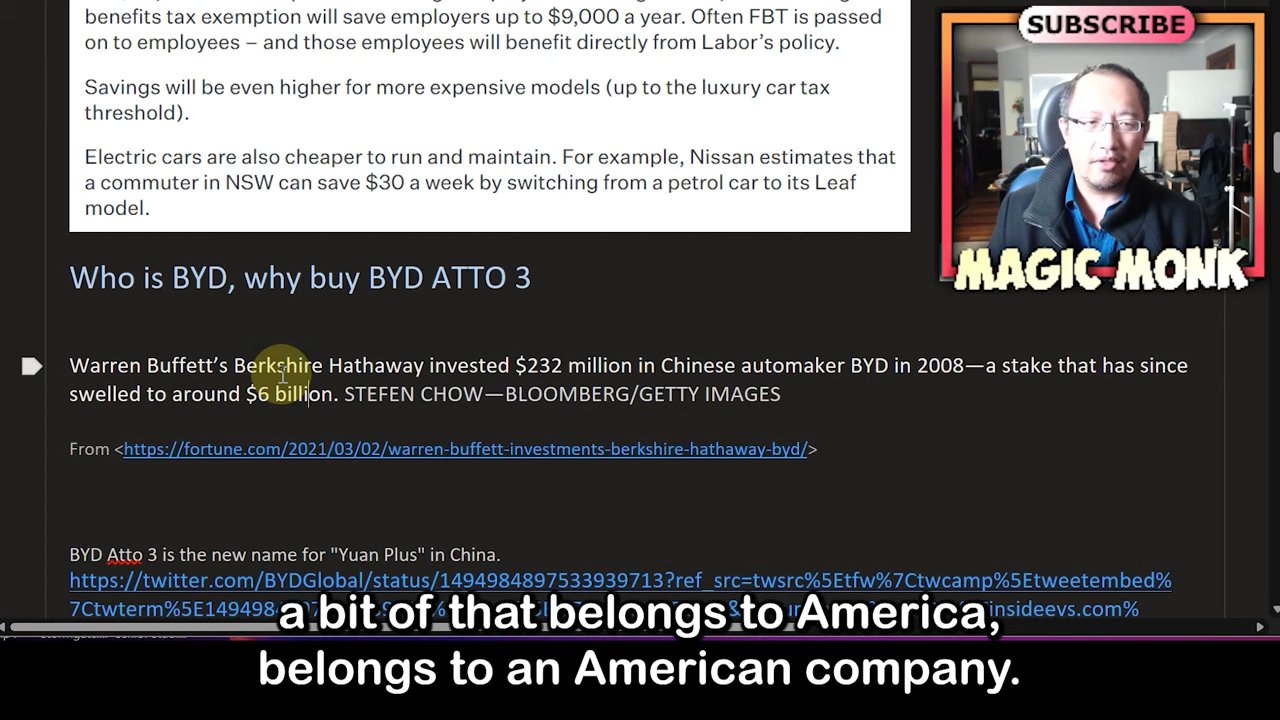 benefits tax exemption will save employers up to $9,000 a year. Often FBT is passed
on to employees – and those employees will benefit directly from Labor's policy.
Savings will be even higher for more expensive models (up to the luxury car tax
threshold).
Electric cars are also cheaper to run and maintain. For example, Nissan estimates that
a commuter in NSW can save $30 a week by switching from a petrol car to its Leaf
model.
SUBSCRIBE
MAGIC MONK
Who is BYD, why buy BYD ATTO 3
Warren Buffett’s Berkshire Hathaway invested $232 million in Chinese automaker BYD in 2008—a stake that has since
swelled to around $6 billion. STEFEN CHOW—BLOOMBERG/GETTY IMAGES
From <https://fortune.com/2021/03/02/warren-buffett-investments-berkshire-hathaway-byd/>
BYD Atto 3 is the new name for "Yuan Plus" in China.
https://twitter.com/BYDGlobal/status/1494984897533939713?ref_src=twsrc%5Etfw%7Ctwcamp%5Etweetembed%
a bit of that belongs to America,
belongs to an American company.